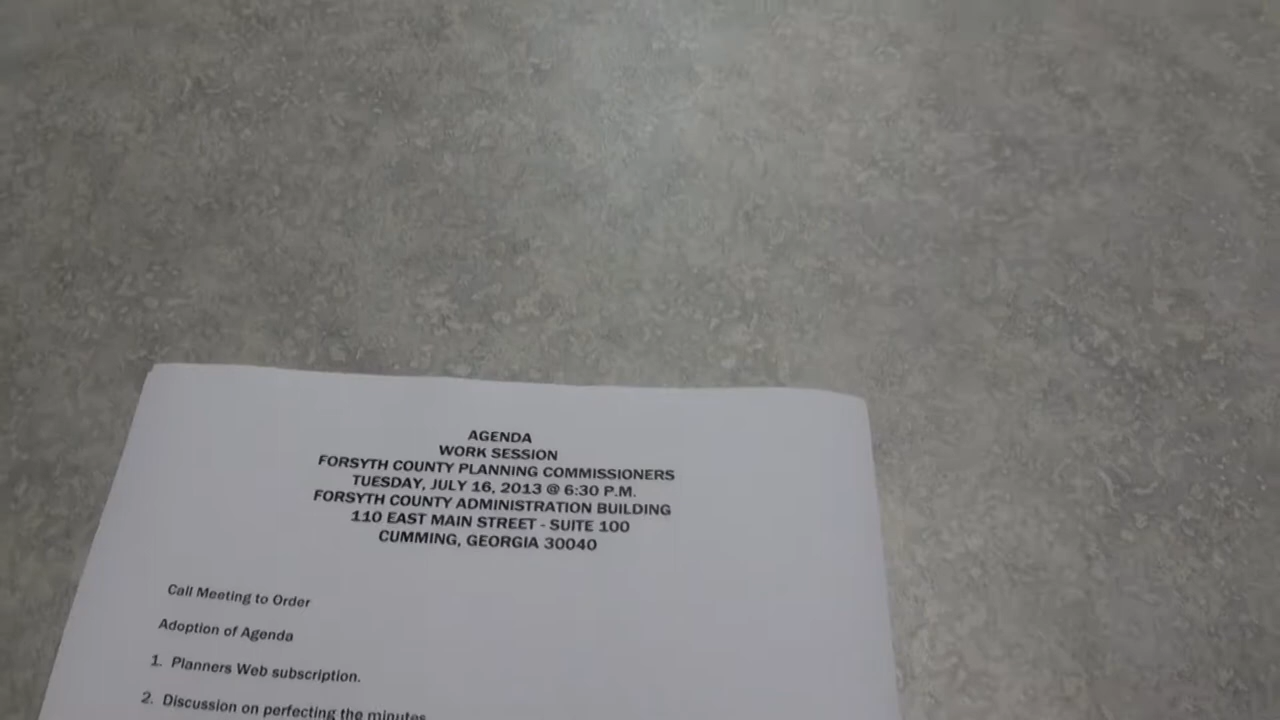 AGENDA
WORK SESSION
FORSYTH COUNTY PLANNING COMMISSIONERS
TUESDAY, JULY 16, 2013 @ 6:30 P.M.
FORSYTH COUNTY ADMINISTRATION BUILDING
110 EAST MAIN STREET - SUITE 100
CUMMING, GEORGIA 30040
Call Meeting to Order
Adoption of Agenda
1. Planners Web subscription.
2. Discussion on perfecting the minutes